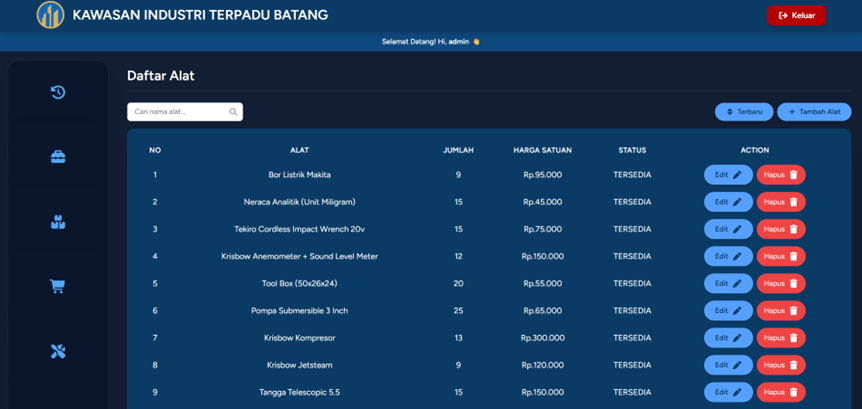 KAWASAN INDUSTRI TERPADU BATANG
Keluar
Selamat Datang! Hi, admin 👋
Daftar Alat
Cari nama alat...
Terbaru
+ Tambah Alat
NO ALAT JUMLAH HARGA SATUAN STATUS ACTION
1 Bor Listrik Makita 9 Rp.95.000 TERSEDIA Edit Hapus
2 Neraca Analitik (Unit Miligram) 15 Rp.45.000 TERSEDIA Edit Hapus
3 Tekiro Cordless Impact Wrench 20v 15 Rp.75.000 TERSEDIA Edit Hapus
4 Krisbow Anemometer + Sound Level Meter 12 Rp.150.000 TERSEDIA Edit Hapus
5 Tool Box (50x26x24) 20 Rp.55.000 TERSEDIA Edit Hapus
6 Pompa Submersible 3 Inch 25 Rp.65.000 TERSEDIA Edit Hapus
7 Krisbow Kompresor 13 Rp.300.000 TERSEDIA Edit Hapus
8 Krisbow Jetsteam 9 Rp.120.000 TERSEDIA Edit Hapus
9 Tangga Telescopic 5.5 15 Rp.150.000 TERSEDIA Edit Hapus